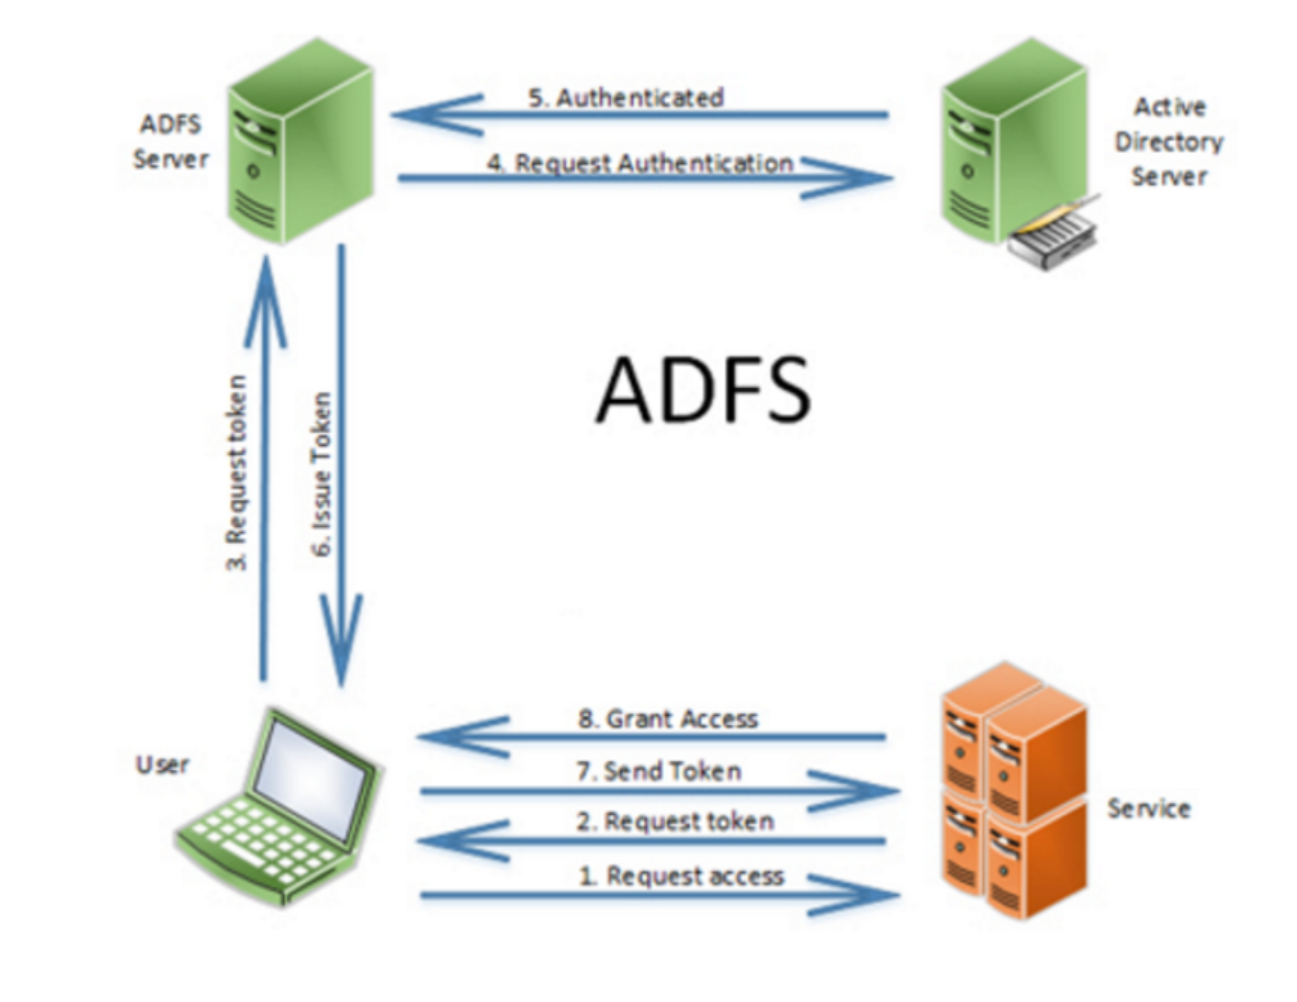 5. Authenticated
ADFS
Server
Active
Directory
Server
4. Request Authentication
ADFS
3. Request token
6. Issue Token
8. Grant Access
User
7. Send Token
Service
2. Request token
1. Request access